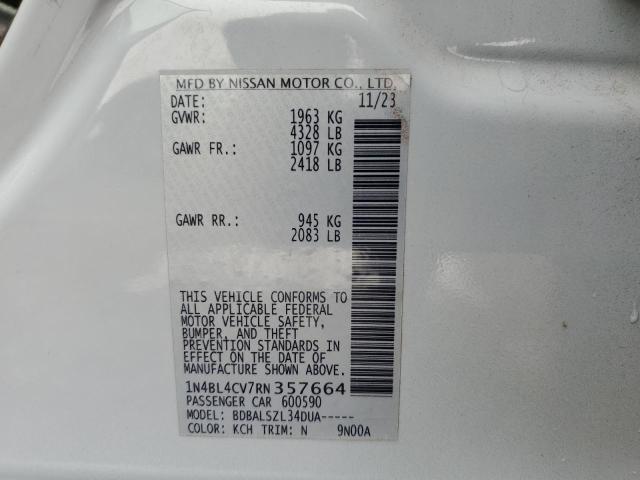 MFD BY NISSAN MOTOR CO., LTD.
DATE: 11/23
GVWR: 1963 KG
4328 LB
GAWR FR.: 1097 KG
2418 LB
GAWR RR.: 945 KG
2083 LB
THIS VEHICLE CONFORMS TO
ALL APPLICABLE FEDERAL
MOTOR VEHICLE SAFETY,
BUMPER, AND THEFT
PREVENTION STANDARDS IN
EFFECT ON THE DATE OF
MANUFACTURE SHOWN ABOVE.
1N4BL4CV7RN357664
PASSENGER CAR 600590
MODEL: BDBALSZL34DUA-----
COLOR: KCH TRIM: N 9N00A